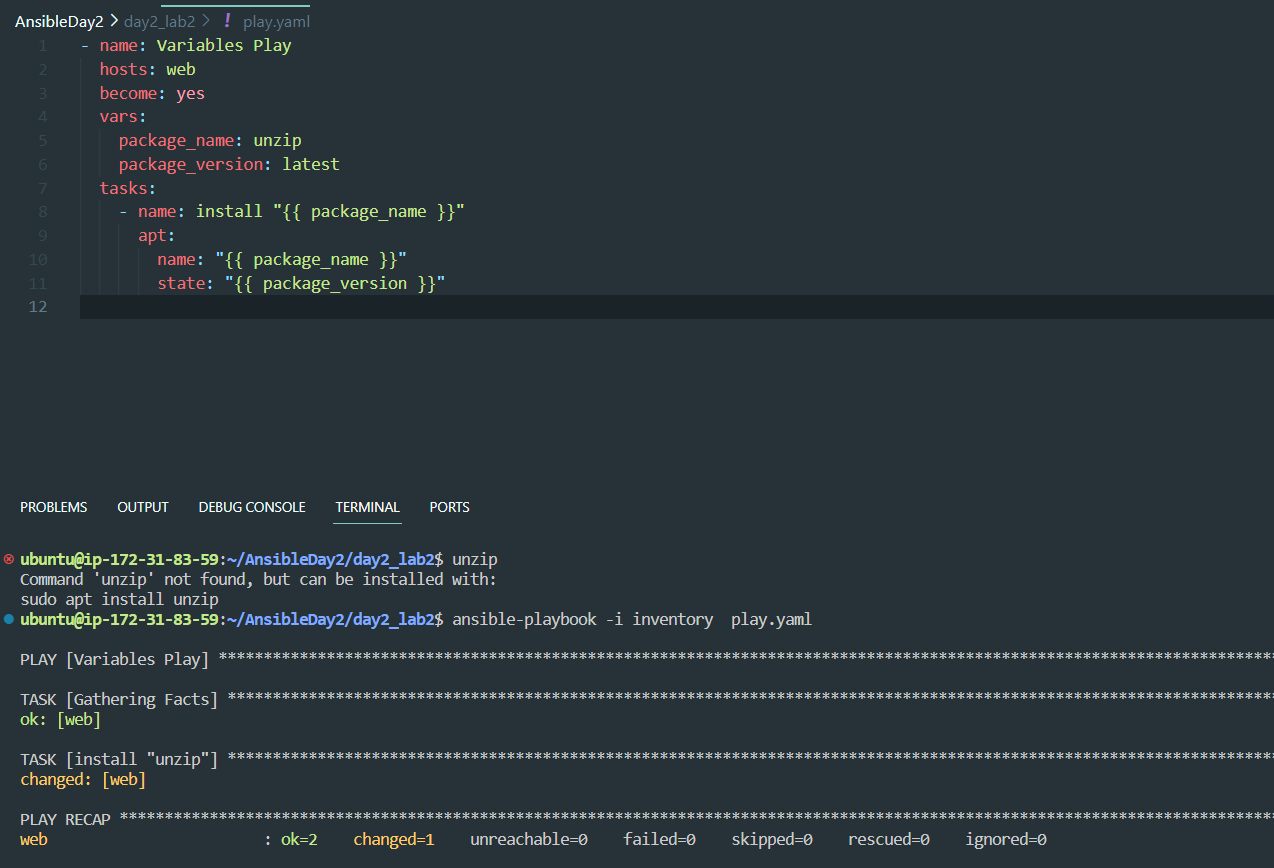 AnsibleDay2 > day2_lab2 > ! play.yaml
1 - name: Variables Play
2 hosts: web
3 become: yes
4 vars:
5 package_name: unzip
6 package_version: latest
7 tasks:
8 - name: install "{{ package_name }}"
9 apt:
10 name: "{{ package_name }}"
11 state: "{{ package_version }}"
12
PROBLEMS OUTPUT DEBUG CONSOLE TERMINAL PORTS
ubuntu@ip-172-31-83-59:~/AnsibleDay2/day2_lab2$ unzip
Command 'unzip' not found, but can be installed with:
sudo apt install unzip
ubuntu@ip-172-31-83-59:~/AnsibleDay2/day2_lab2$ ansible-playbook -i inventory  play.yaml
PLAY [Variables Play] *********************************************************************************************************************
TASK [Gathering Facts] ********************************************************************************************************************
ok: [web]
TASK [install "unzip"] ********************************************************************************************************************
changed: [web]
PLAY RECAP ********************************************************************************************************************************
web : ok=2 changed=1 unreachable=0 failed=0 skipped=0 rescued=0 ignored=0